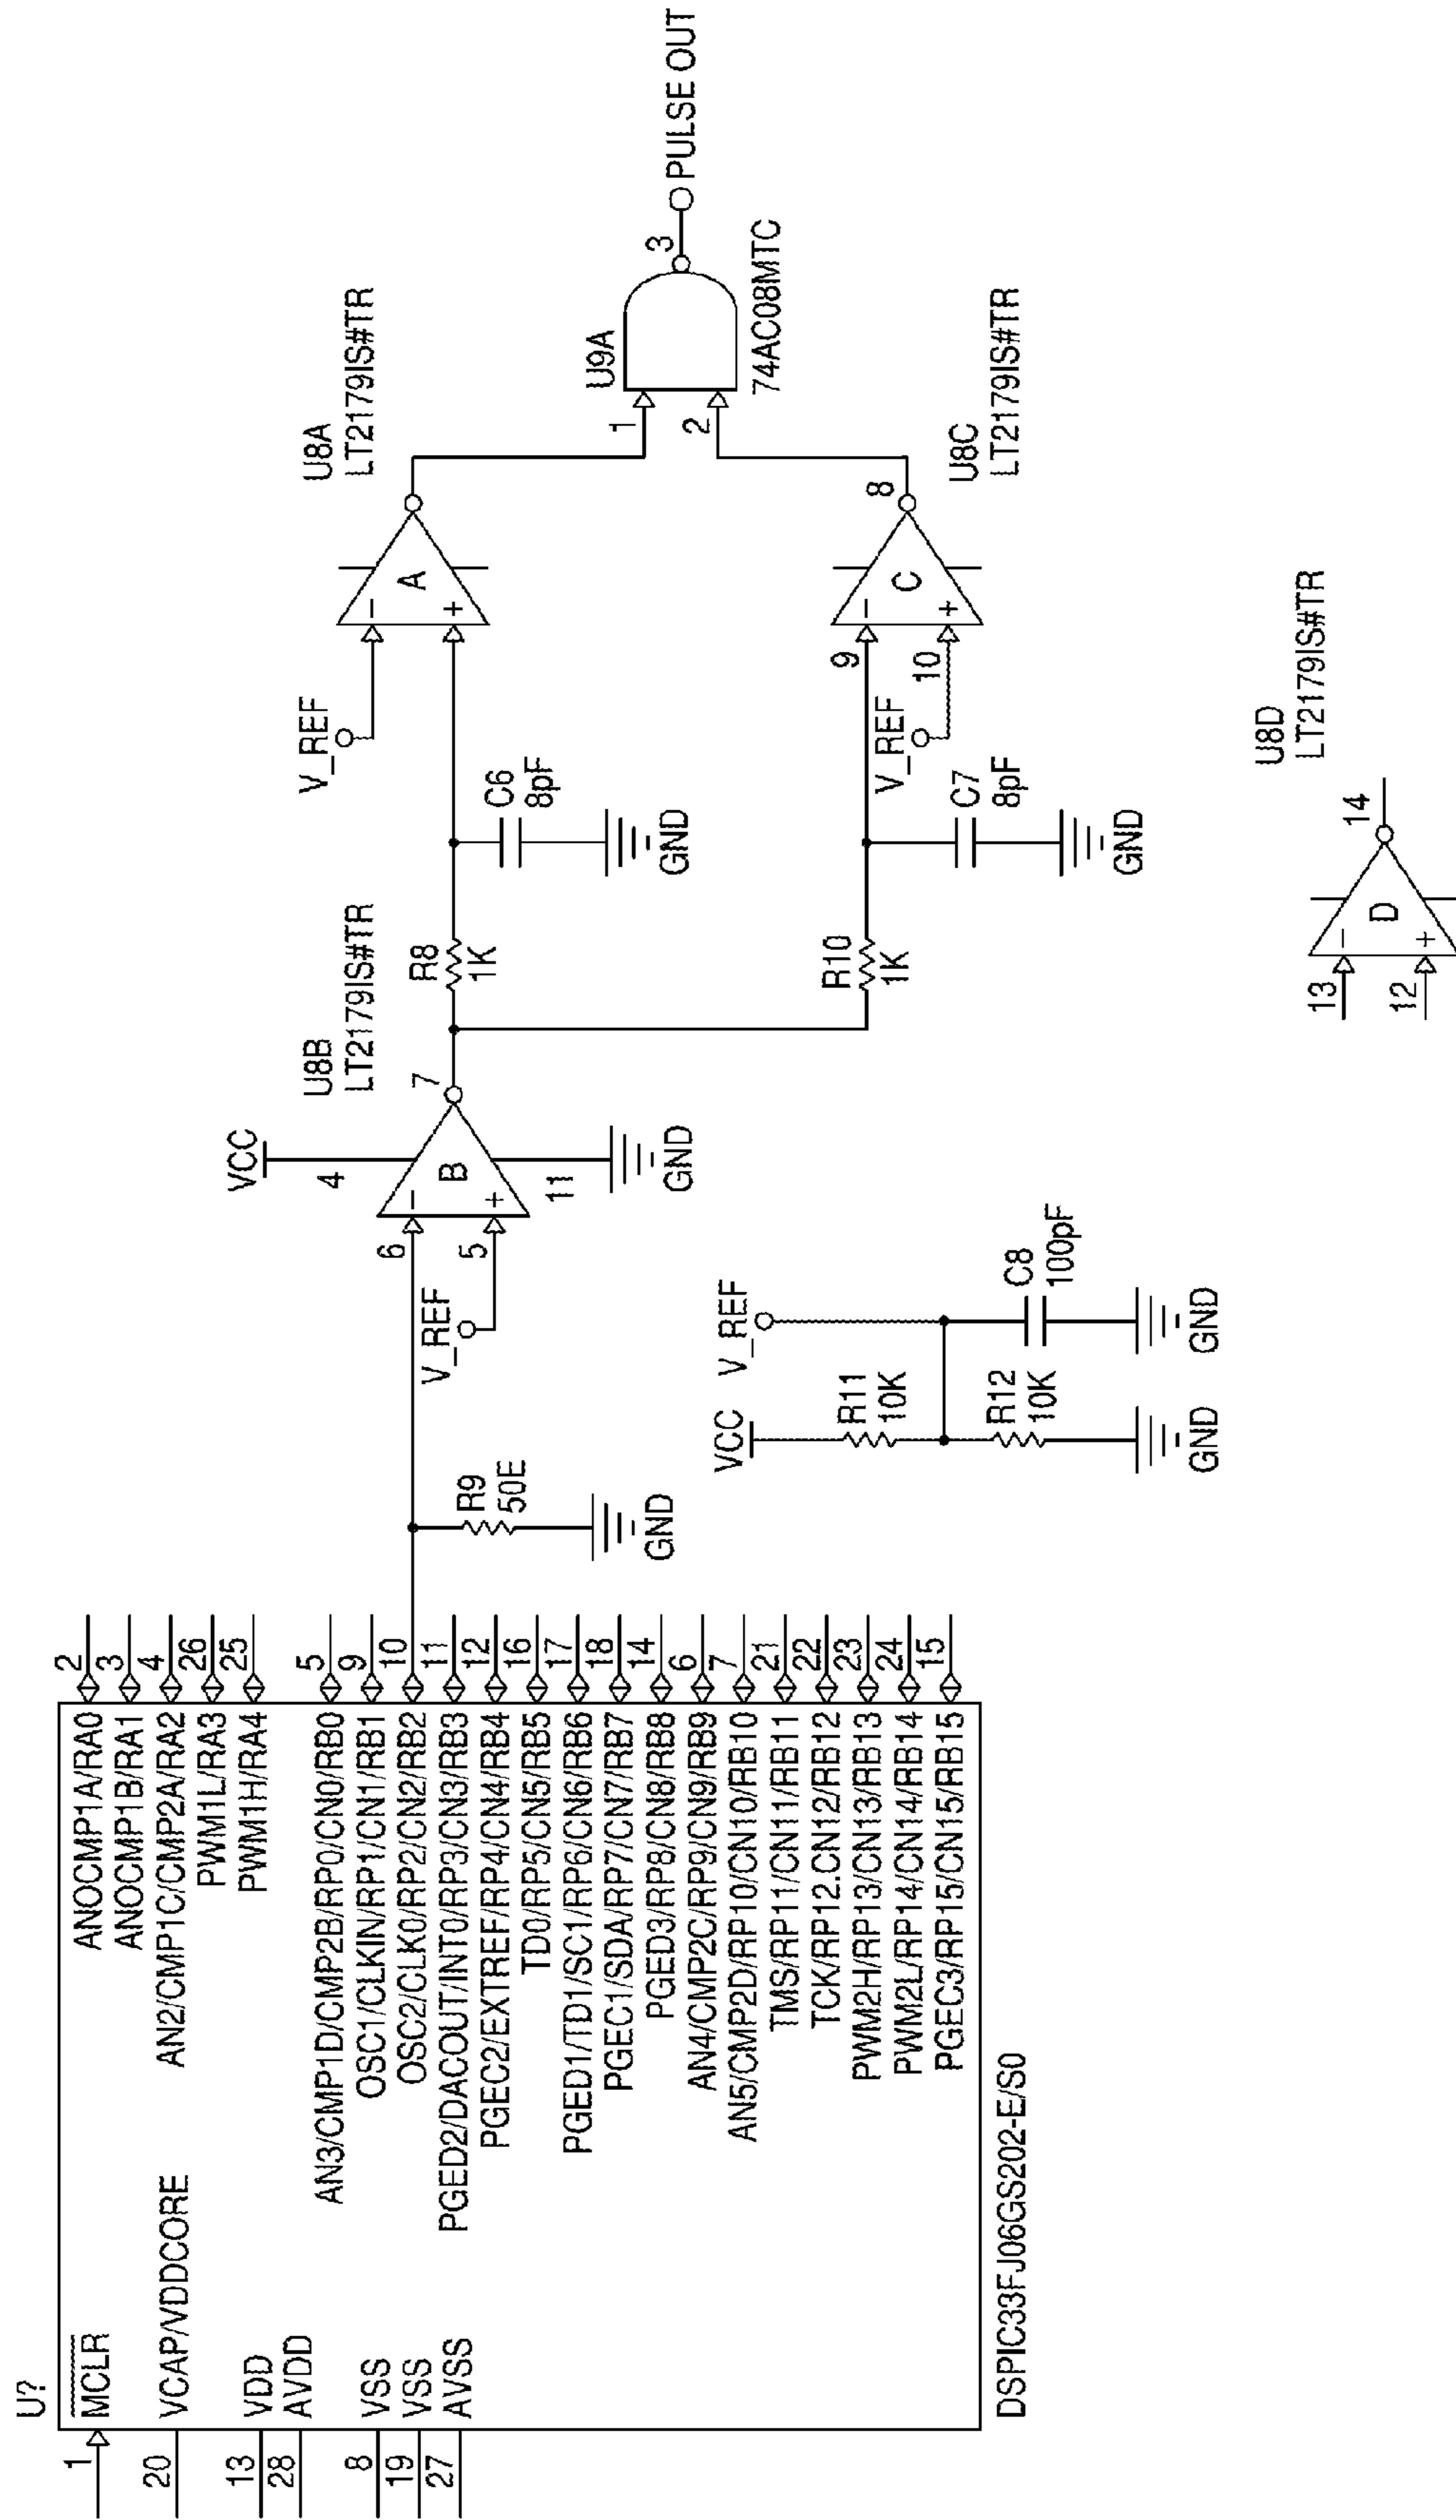 U?
1
MCLR
20
VCAP/VDDCORE
13
VDD
28
AVDD
8
VSS
19
VSS
27
AVSS
ANOCMP1A/RA0
2
ANOCMP1B/RA1
3
AN2/CMP1C/CMP2A/RA2
4
PWM1L/RA3
26
PWM1H/RA4
25
AN3/CMP1D/CMP2B/RP0/CN0/RB0
5
OSC1/CLKIN/RP1/CN1/RB1
9
OSC2/CLK0/RP2/CN2/RB2
10
PGED2/DACOUT/INT0/RP3/CN3/RB3
11
PGEC2/EXTREF/RP4/CN4/RB4
12
TD0/RP5/CN5/RB5
16
PGED1/TD1/SC1/RP6/CN6/RB6
17
PGEC1/SDA/RP7/CN7/RB7
18
PGED3/RP8/CN8/RB8
14
AN4/CMP2C/RP9/CN9/RB9
6
AN5/CMP2D/RP10/CN10/RB10
7
TMS/RP11/CN11/RB11
21
TCK/RP12.CN12/RB12
22
PWM2H/RP13/CN13/RB13
23
PWM2L/RP14/CN14/RB14
24
PGEC3/RP15/CN15/RB15
15
DSPIC33FJ06GS202-E/S0
R9
50E
GND
VCC
R11
10K
R12
10K
GND
V_REF
C8
100pF
GND
V_REF
6
5
VCC
4
−
B
+
11
GND
U8B
LT2179IS#TR
7
R8
1K
R10
1K
C6
8pF
GND
C7
8pF
GND
V_REF
−
A
+
U8A
LT2179IS#TR
V_REF
9
10
−
C
+
8
U8C
LT2179IS#TR
1
2
U9A
74AC08MTC
3
PULSE OUT
13
12
−
D
+
14
U8D
LT2179IS#TR